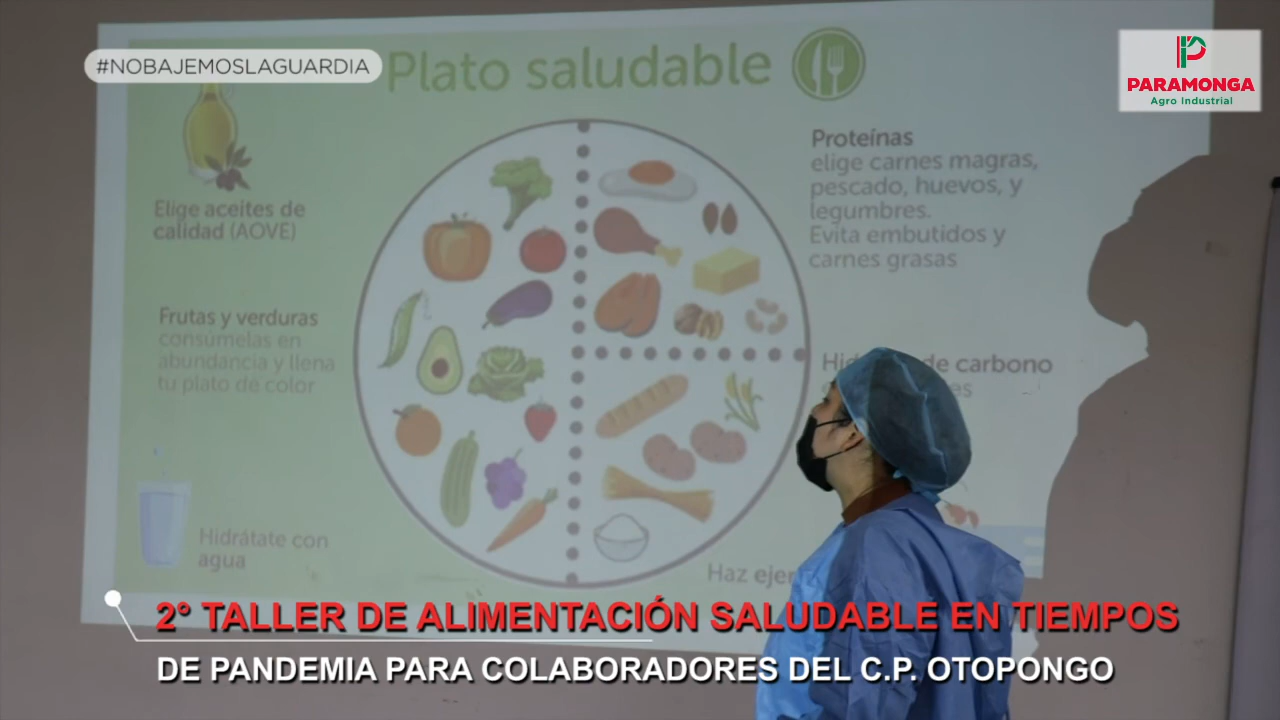 #NOBAJEMOSLAGUARDIA
Plato saludable
PARAMONGA
Agro Industrial
Elige aceites de
calidad (AOVE)
Frutas y verduras
consúmelas en
abundancia y llena
tu plato de color
Hidrátate con
agua
Proteínas
elige carnes magras,
pescado, huevos, y
legumbres.
Evita embutidos y
carnes grasas
de carbono
Haz
2° TALLER DE ALIMENTACIÓN SALUDABLE EN TIEMPOS
DE PANDEMIA PARA COLABORADORES DEL C.P. OTOPONGO